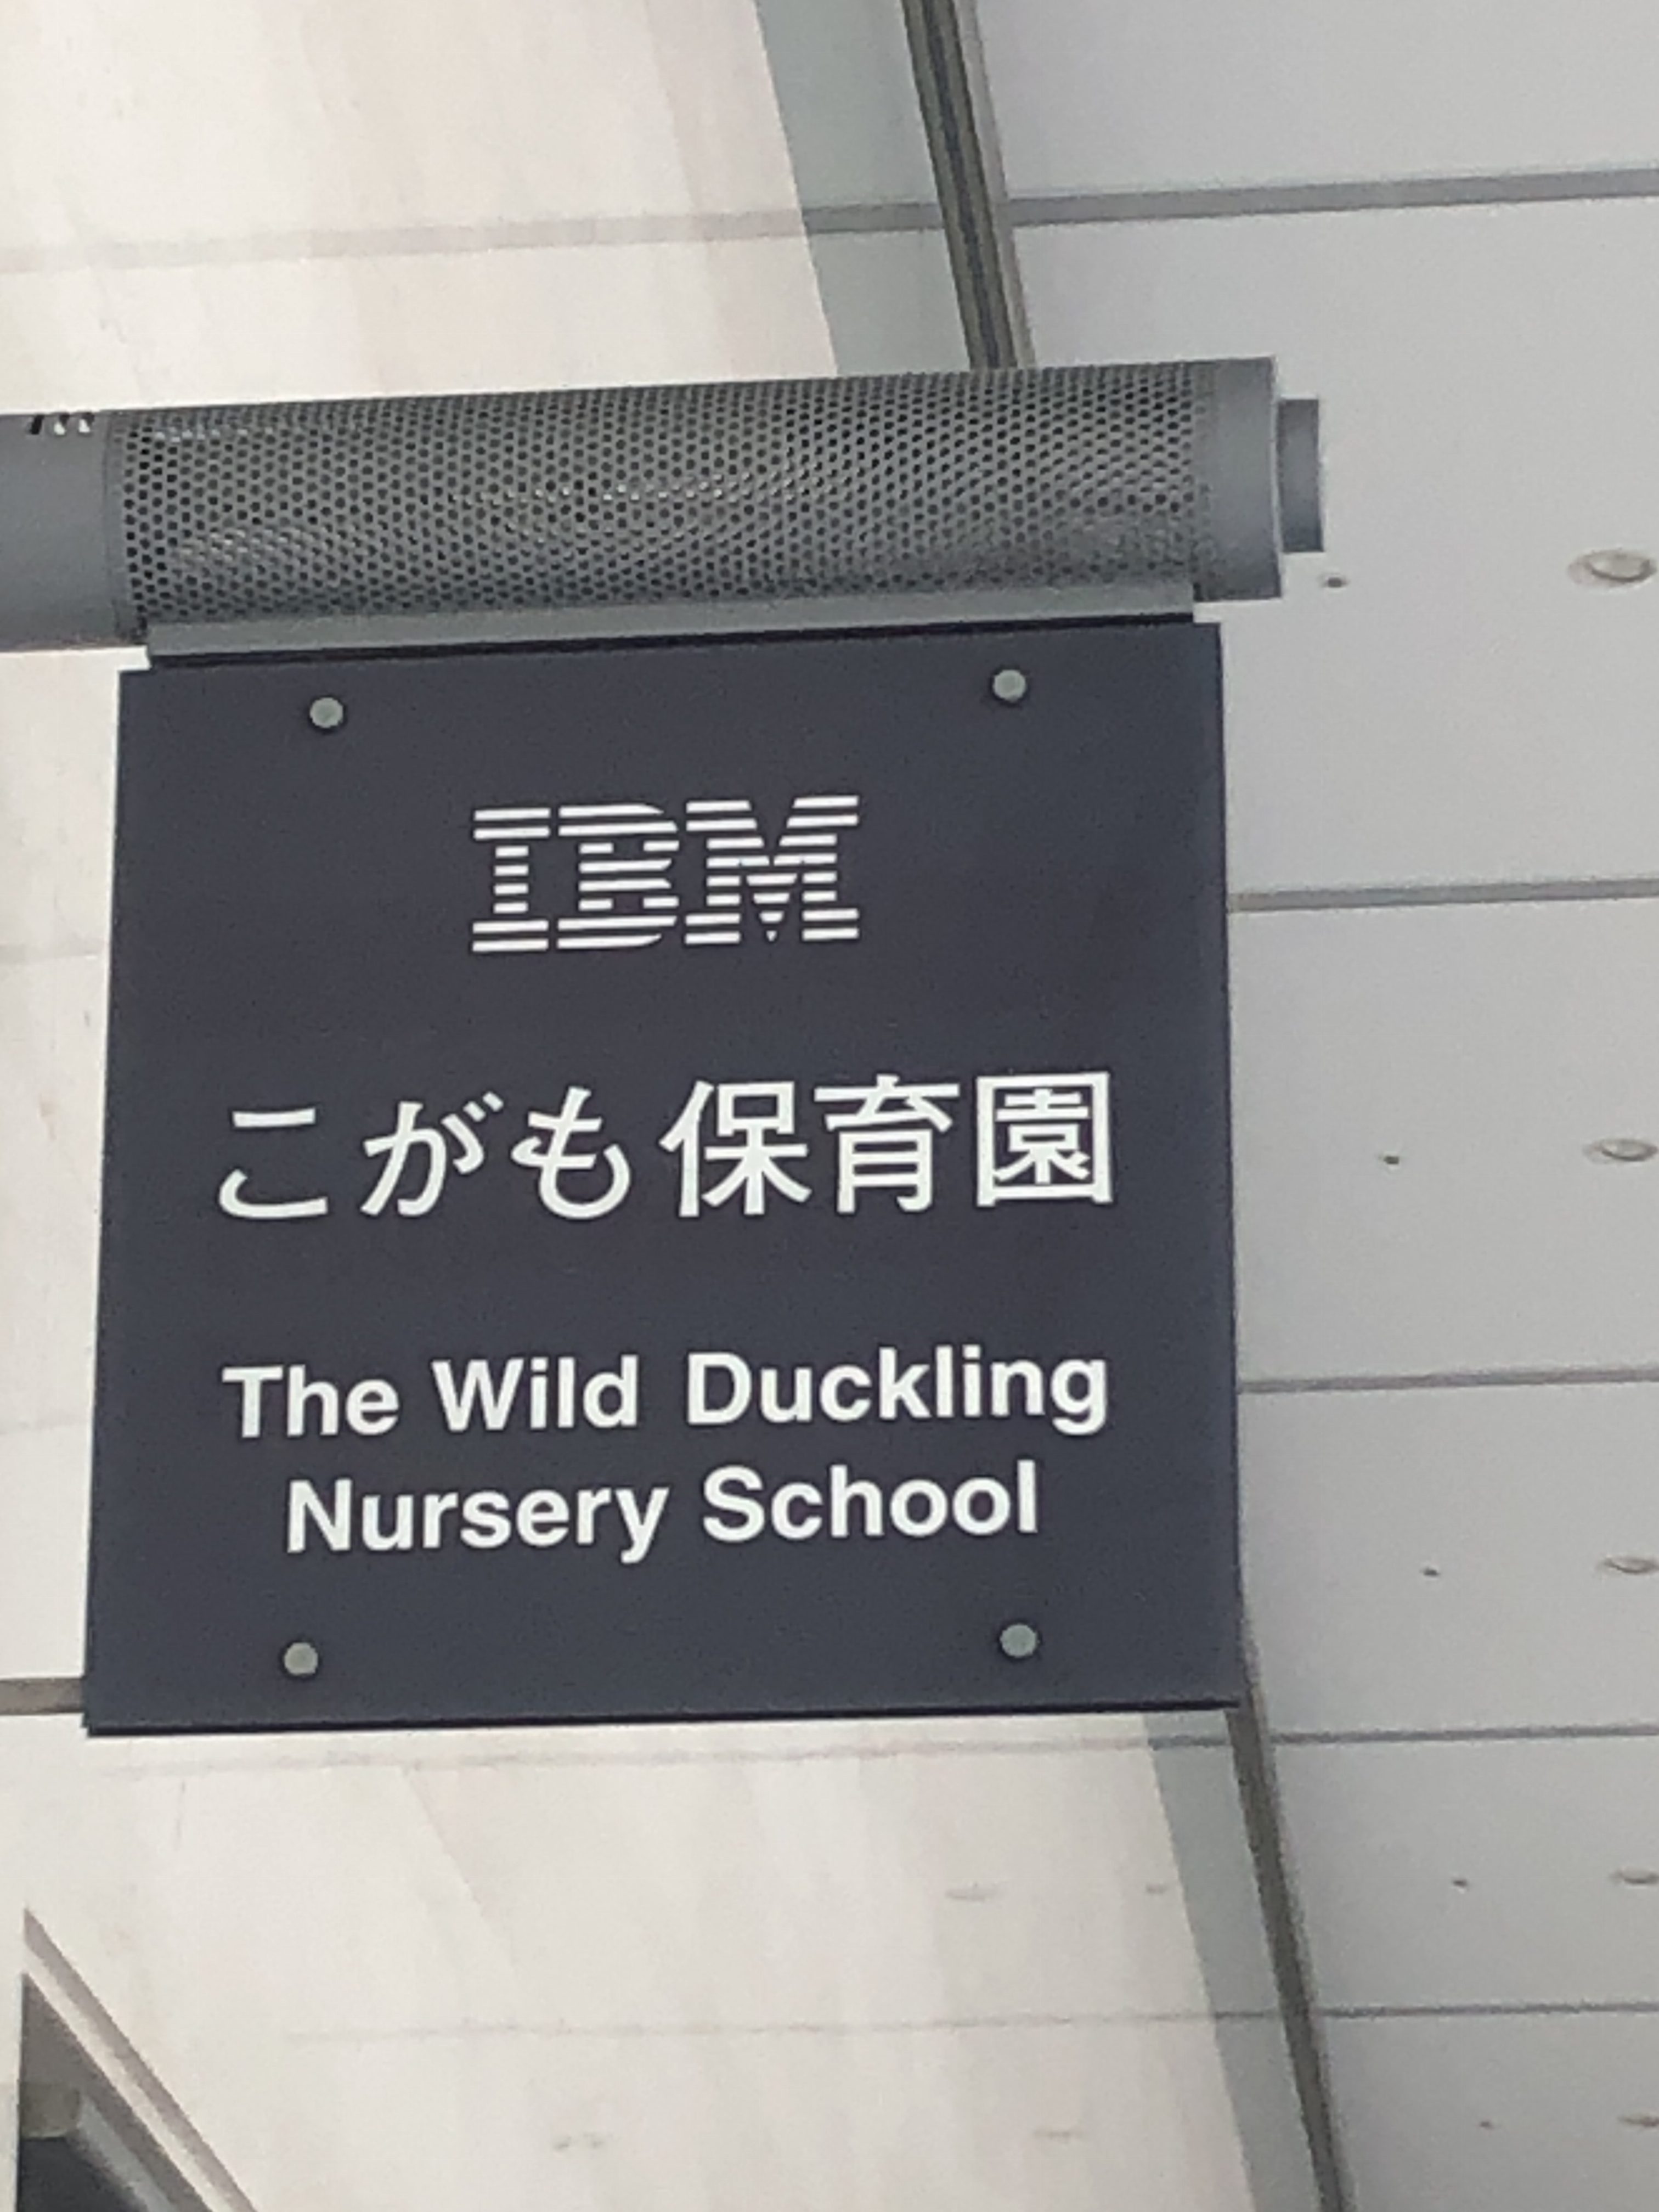 IBM
こがも保育園
The Wild Duckling
Nursery School